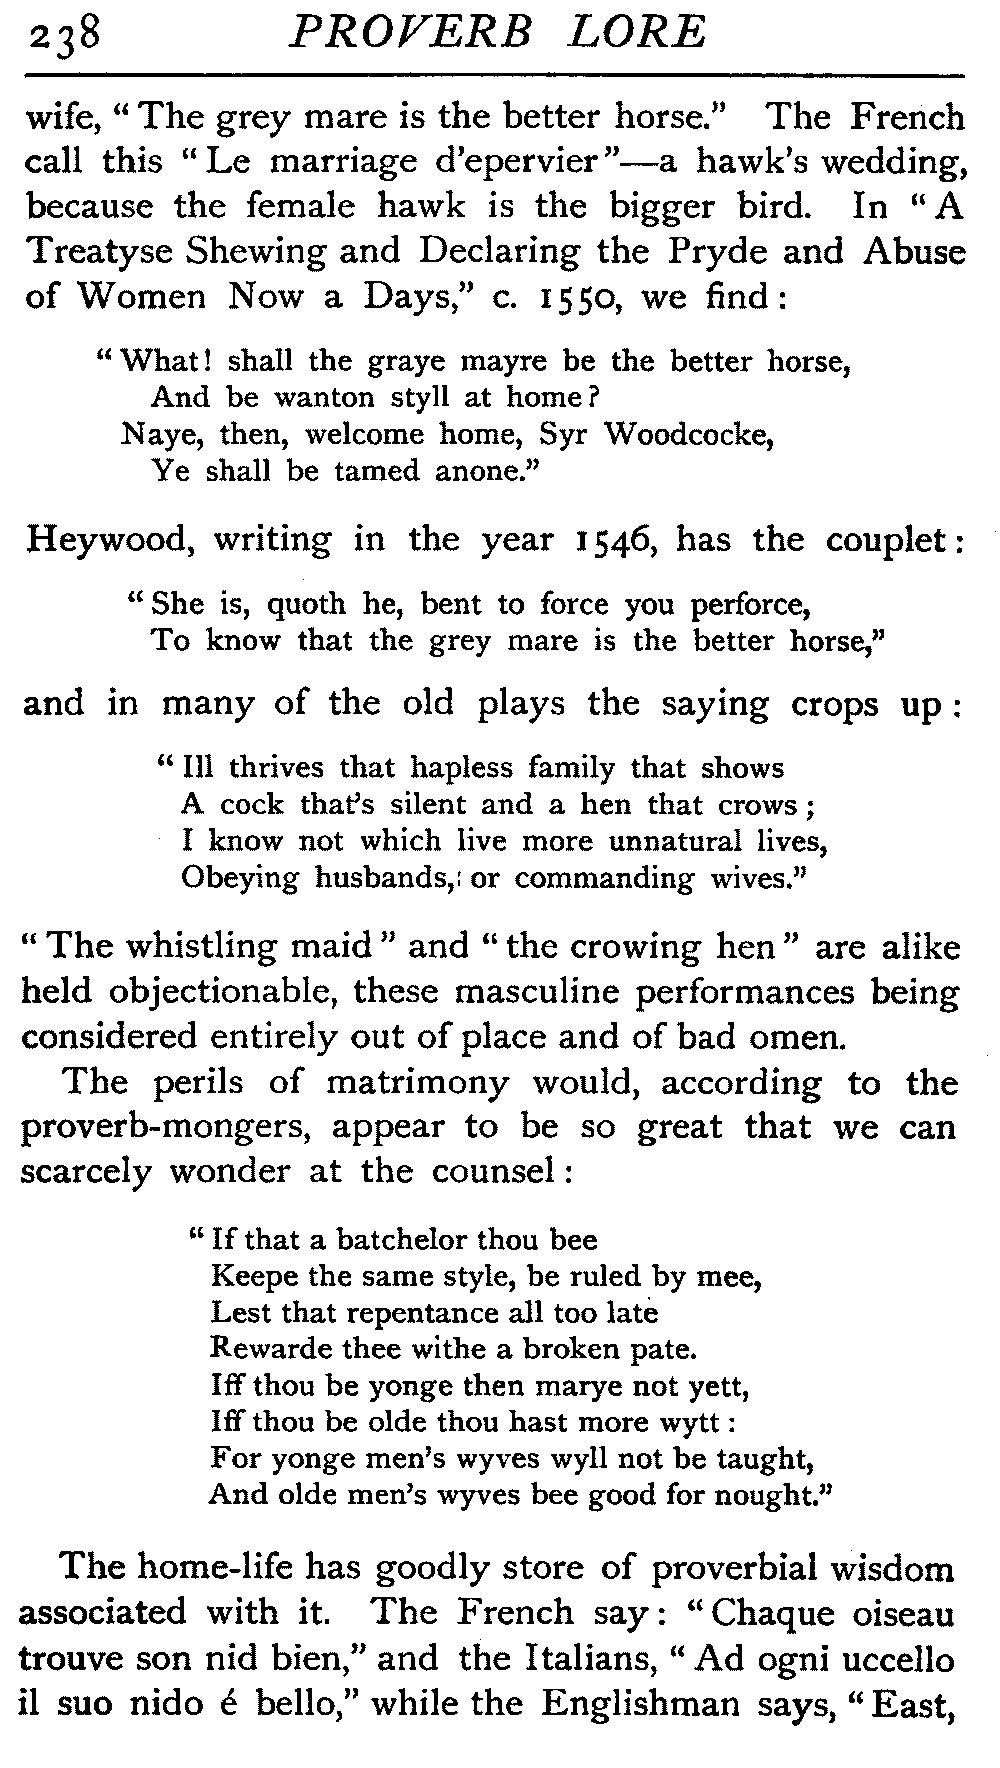 238 PROVERB LORE
wife, “ The grey mare is the better horse.” The French
call this “ Le marriage d'epervier ”—a hawk's wedding,
because the female hawk is the bigger bird. In “ A
Treatyse Shewing and Declaring the Pryde and Abuse
of Women Now a Days,” c. 1550, we find :
“ What! shall the graye mayre be the better horse,
And be wanton styll at home?
Naye, then, welcome home, Syr Woodcocke,
Ye shall be tamed anone.”
Heywood, writing in the year 1546, has the couplet :
“ She is, quoth he, bent to force you perforce,
To know that the grey mare is the better horse,”
and in many of the old plays the saying crops up :
“ Ill thrives that hapless family that shows
A cock that's silent and a hen that crows ;
I know not which live more unnatural lives,
Obeying husbands, or commanding wives.”
“ The whistling maid ” and “ the crowing hen ” are alike
held objectionable, these masculine performances being
considered entirely out of place and of bad omen.
The perils of matrimony would, according to the
proverb-mongers, appear to be so great that we can
scarcely wonder at the counsel :
“ If that a batchelor thou bee
Keepe the same style, be ruled by mee,
Lest that repentance all too late
Rewarde thee withe a broken pate.
Iff thou be yonge then marye not yett,
Iff thou be olde thou hast more wytt :
For yonge men's wyves wyll not be taught,
And olde men's wyves bee good for nought.”
The home-life has goodly store of proverbial wisdom
associated with it. The French say : “ Chaque oiseau
trouve son nid bien,” and the Italians, “ Ad ogni uccello
il suo nido é bello,” while the Englishman says, “ East,